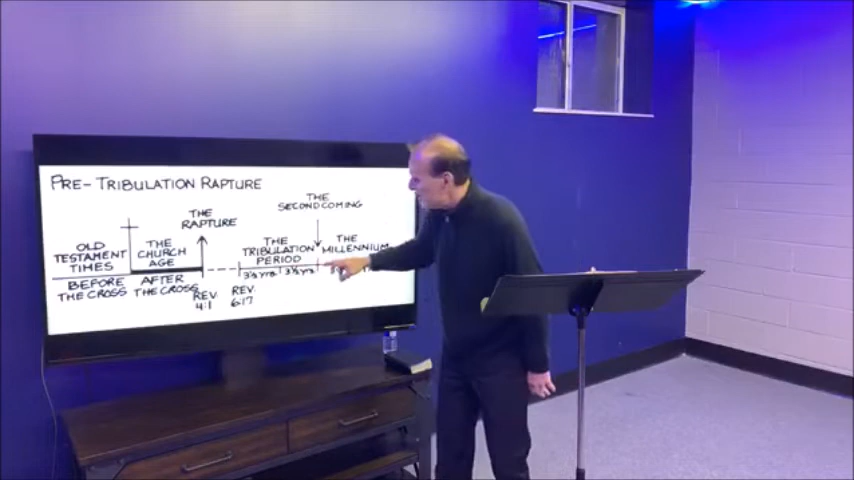 PRE-TRIBULATION RAPTURE
THE
SECOND COMING
THE
RAPTURE
OLD
TESTAMENT
TIMES
THE
CHURCH
AGE
THE
TRIBULATION
PERIOD
THE
MILLENNIUM
3½ yrs 3½ yrs
BEFORE
THE CROSS
AFTER
THE CROSS
REV
4:1
REV.
6:17